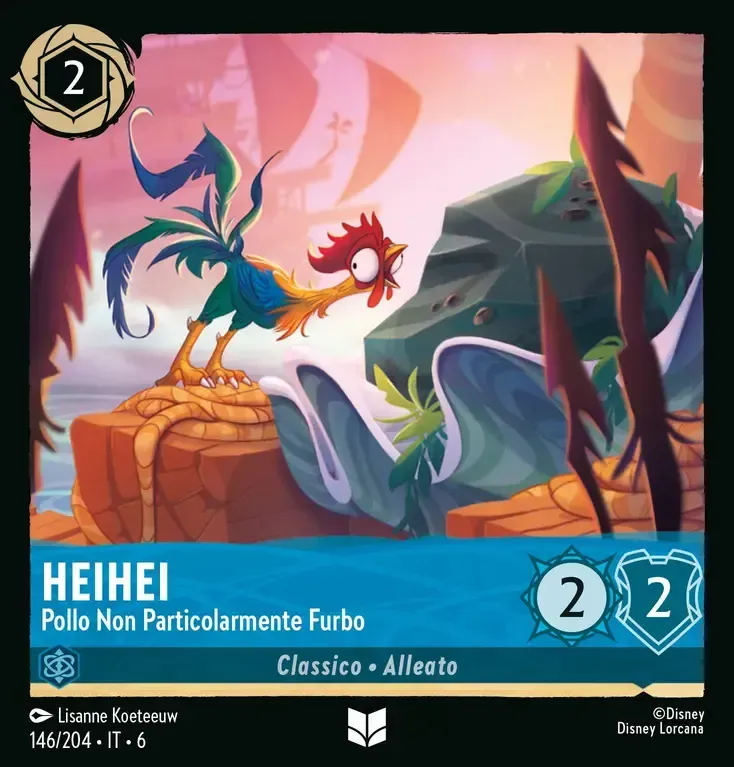 2
HEIHEI
Pollo Non Particolarmente Furbo
2 2
Classico • Alleato
Lisanne Koeteeuw
©Disney
146/204 • IT • 6
Disney Lorcana